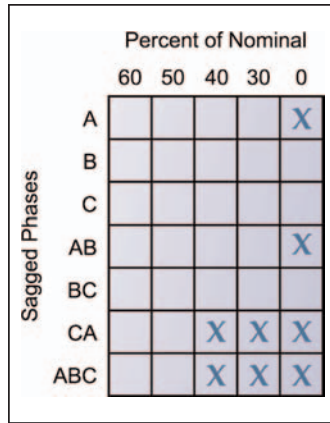 Percent of Nominal
60 50 40 30 0
Sagged Phases
A X
B
C
AB X
BC
CA X X X
ABC X X X